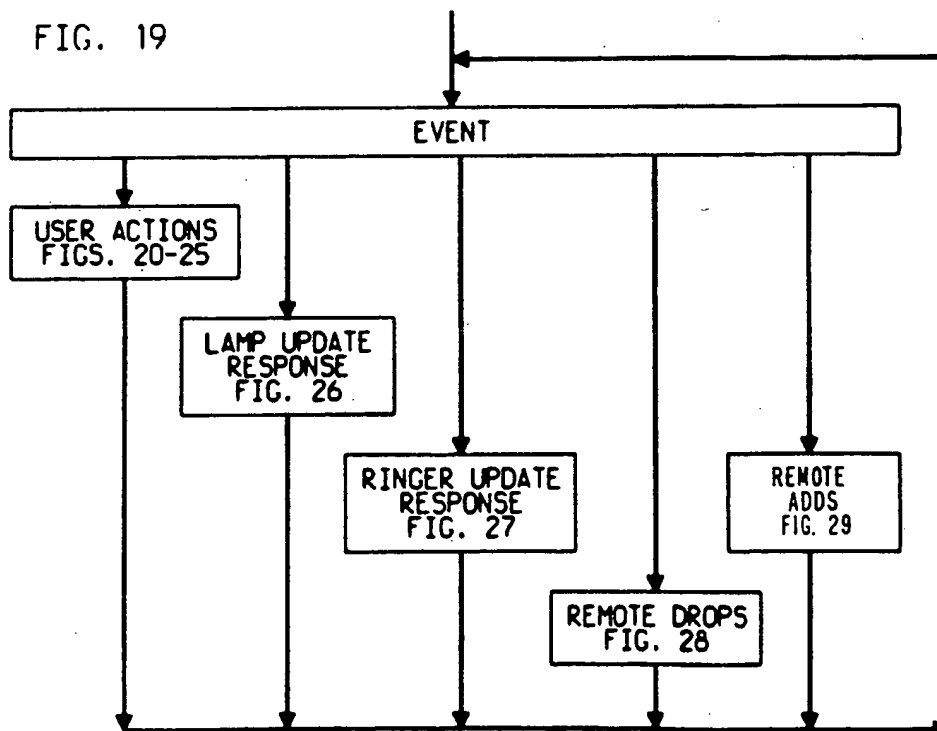 FIG. 19
EVENT
USER ACTIONS
FIGS. 20-25
LAMP UPDATE
RESPONSE
FIG. 26
RINGER UPDATE
RESPONSE
FIG. 27
REMOTE
ADDS
FIG. 29
REMOTE DROPS
FIG. 28